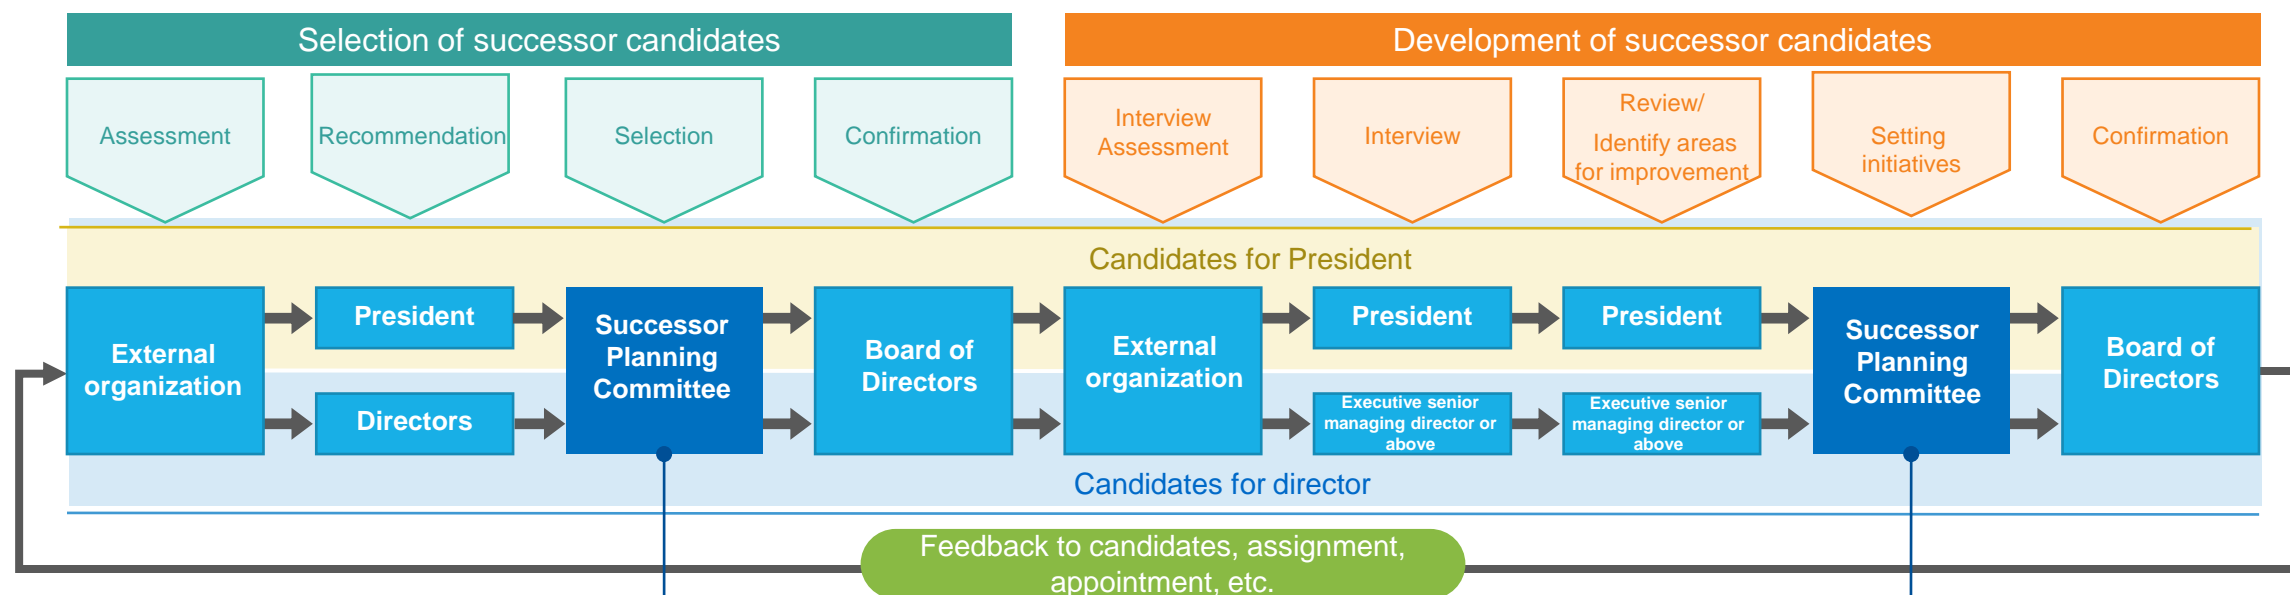 Selection of successor candidates
Development of successor candidates
Assessment
Recommendation
Selection
Confirmation
Interview
Assessment
Interview
Review/
Identify areas
for improvement
Setting
initiatives
Confirmation
Candidates for President
External
organization
President
Directors
Successor
Planning
Committee
Board of
Directors
External
organization
President
Executive senior
managing director or
above
President
Executive senior
managing director or
above
Successor
Planning
Committee
Board of
Directors
Candidates for director
Feedback to candidates, assignment,
appointment, etc.